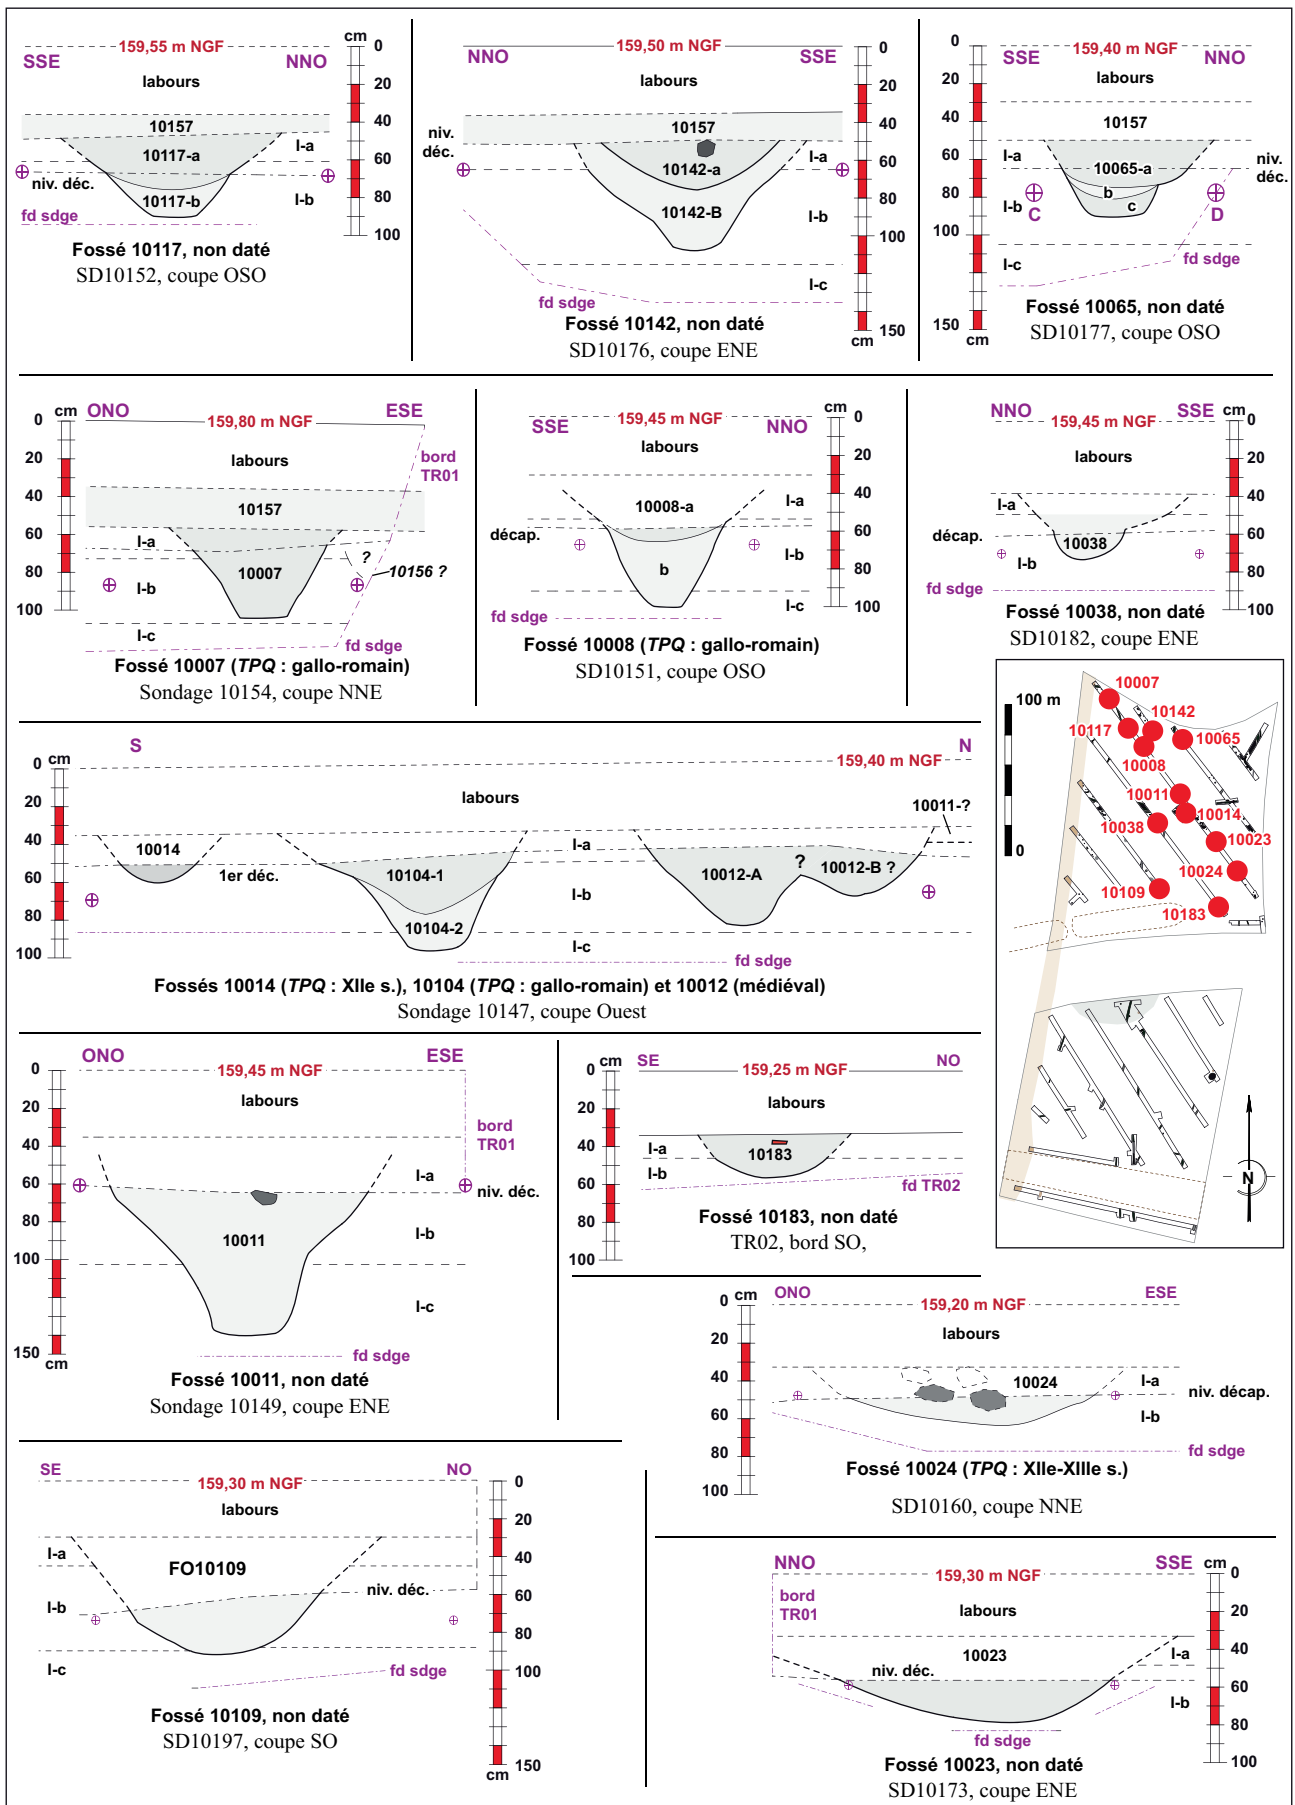 159,55 m NGF
SSE
NNO
cm
0
20
40
60
80
100
labours
10157
10117-a
10117-b
I-a
I-b
niv. déc.
fd sdge
Fossé 10117, non daté
SD10152, coupe OSO
159,50 m NGF
NNO
SSE
0
20
40
60
80
100
120
150
cm
labours
10157
niv.
déc.
10142-a
10142-B
I-a
I-b
I-c
fd sdge
Fossé 10142, non daté
SD10176, coupe ENE
0
20
40
60
80
100
120
150
cm
159,40 m NGF
SSE
NNO
labours
10157
I-a
10065-a
b
c
niv.
déc.
I-b
C
D
I-c
fd sdge
Fossé 10065, non daté
SD10177, coupe OSO
cm
0
20
40
60
80
100
ONO
ESE
159,80 m NGF
labours
bord
TR01
10157
I-a
10007
?
10156 ?
I-b
I-c
fd sdge
Fossé 10007 (TPQ : gallo-romain)
Sondage 10154, coupe NNE
159,45 m NGF
cm
0
20
40
60
80
100
SSE
NNO
labours
10008-a
I-a
décap.
b
I-b
I-c
fd sdge
Fossé 10008 (TPQ : gallo-romain)
SD10151, coupe OSO
NNO
SSE
cm
0
20
40
60
80
100
159,45 m NGF
labours
I-a
décap.
10038
I-b
fd sdge
Fossé 10038, non daté
SD10182, coupe ENE
100 m
0
10007
10142
10117
10065
10008
10011
10014
10038
10023
10024
10109
10183
N
S
N
cm
0
20
40
60
80
100
159,40 m NGF
labours
10011-?
10014
I-a
1er déc.
10104-1
10104-2
I-b
10012-A
?
10012-B ?
I-c
fd sdge
Fossés 10014 (TPQ : XIIe s.), 10104 (TPQ : gallo-romain) et 10012 (médiéval)
Sondage 10147, coupe Ouest
ONO
ESE
cm
0
20
40
60
80
100
120
150
cm
159,45 m NGF
labours
bord
TR01
I-a
niv. déc.
10011
I-b
I-c
fd sdge
Fossé 10011, non daté
Sondage 10149, coupe ENE
cm
0
20
40
60
80
100
SE
NO
159,25 m NGF
labours
I-a
10183
I-b
fd TR02
Fossé 10183, non daté
TR02, bord SO,
cm
0
20
40
60
80
100
ONO
ESE
159,20 m NGF
labours
I-a
10024
niv. décap.
I-b
fd sdge
Fossé 10024 (TPQ : XIIe-XIIIe s.)
SD10160, coupe NNE
SE
NO
159,30 m NGF
0
20
40
60
80
100
120
150
cm
labours
I-a
FO10109
niv. déc.
I-b
I-c
fd sdge
Fossé 10109, non daté
SD10197, coupe SO
NNO
SSE
cm
0
20
40
60
80
100
159,30 m NGF
bord
TR01
labours
10023
I-a
niv. déc.
I-b
fd sdge
Fossé 10023, non daté
SD10173, coupe ENE